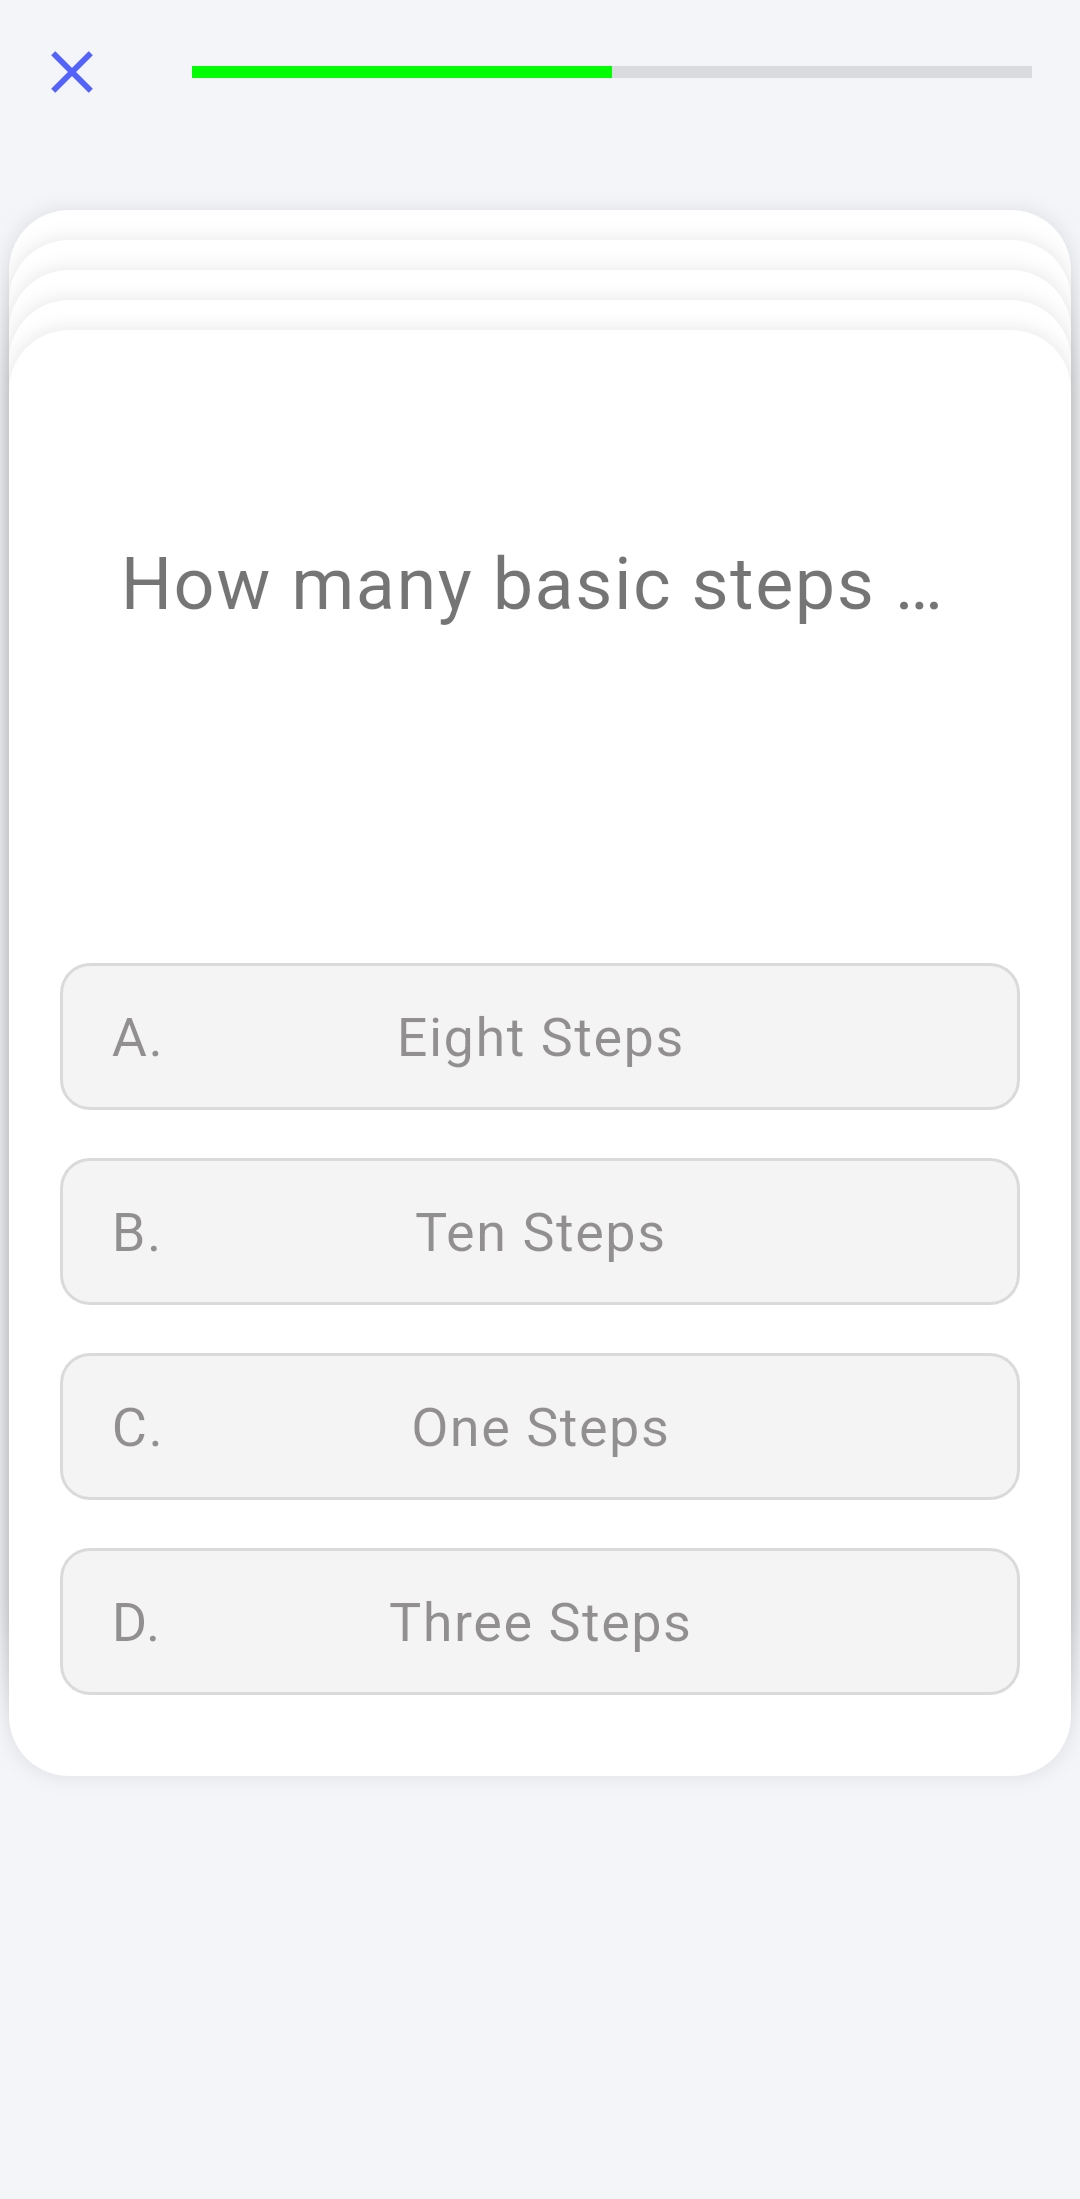 How many basic steps …
A. Eight Steps
B. Ten Steps
C. One Steps
D. Three Steps